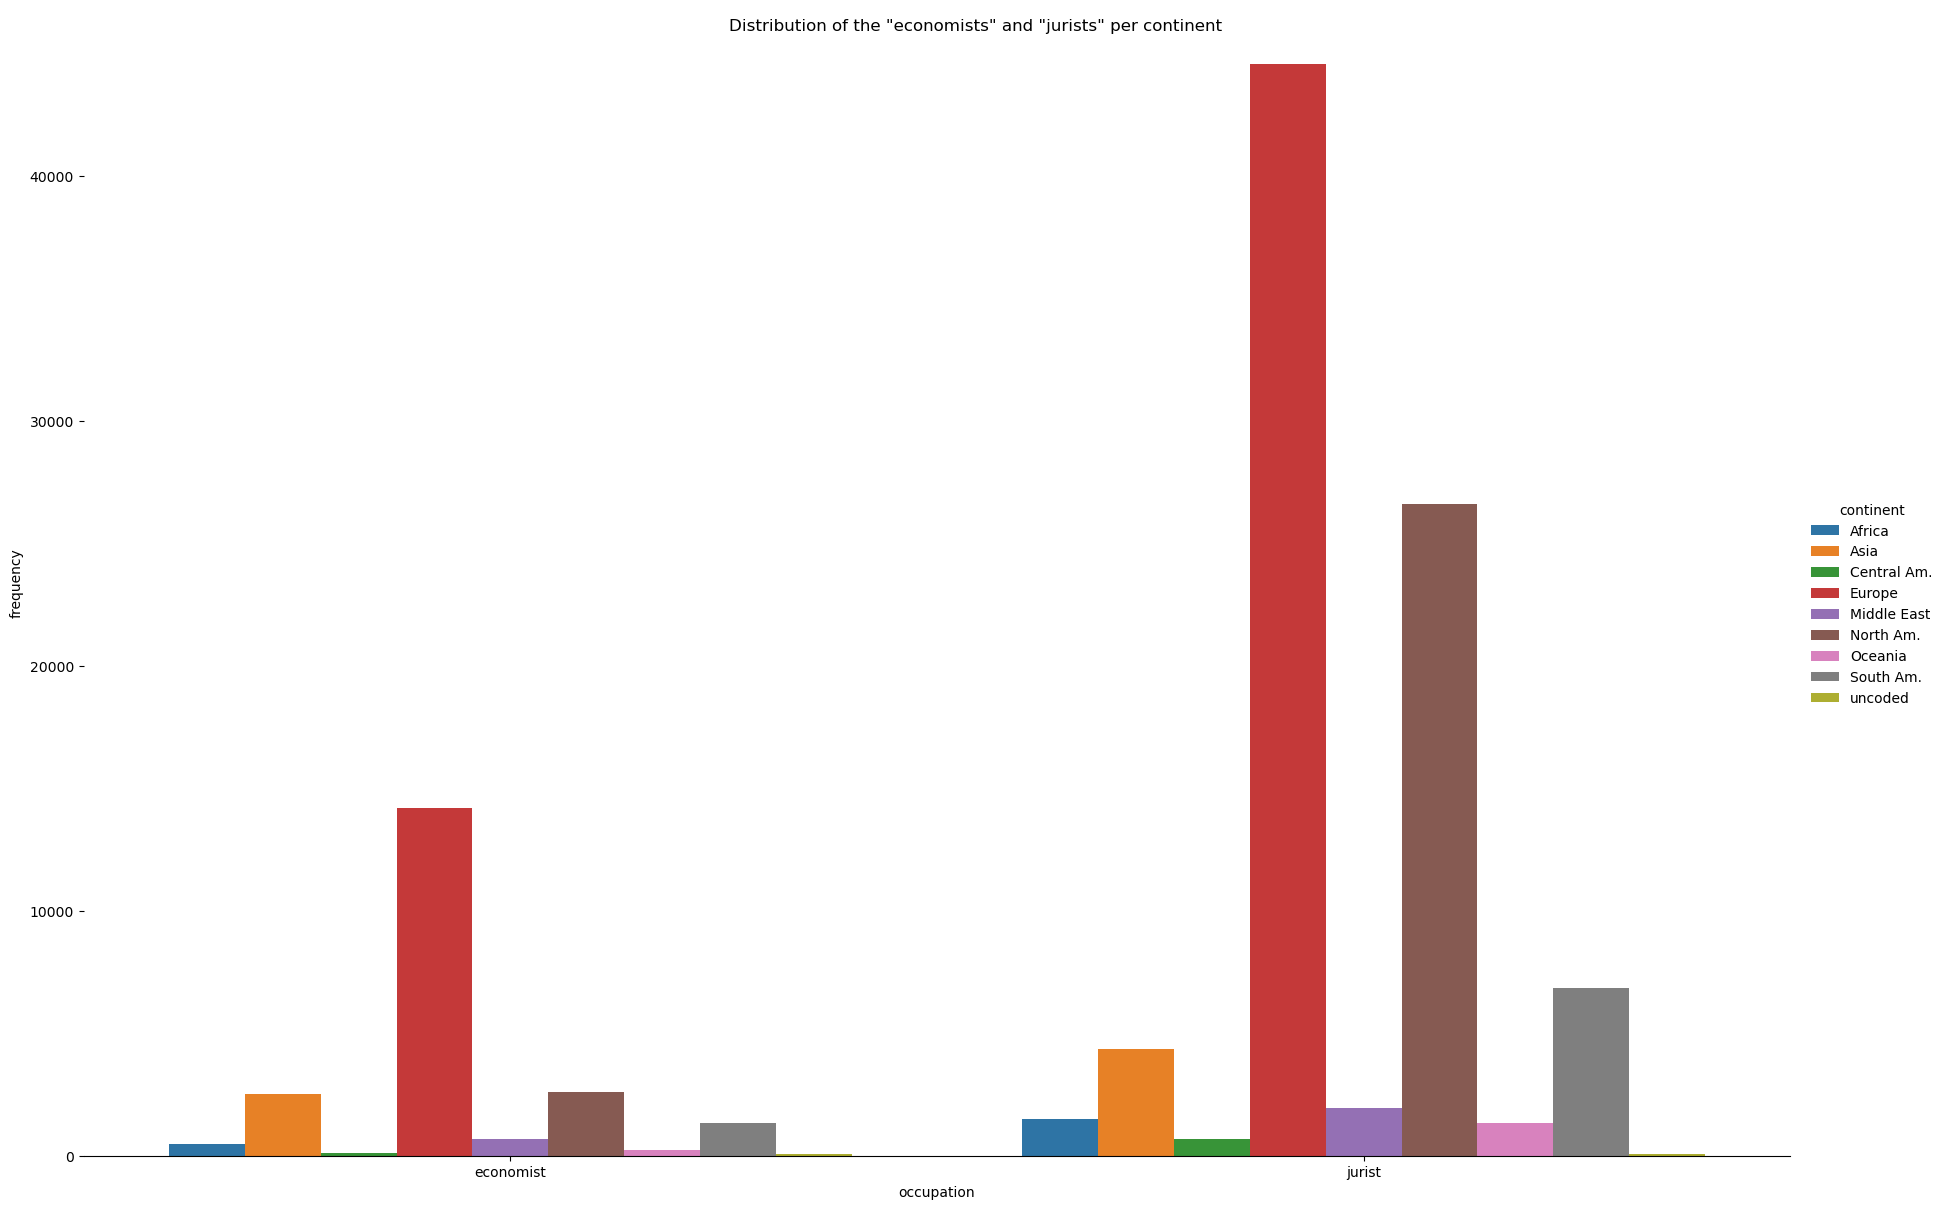 Distribution of the "economists" and "jurists" per continent
frequency
40000
30000
20000
10000
0
economist
jurist
occupation
continent
Africa
Asia
Central Am.
Europe
Middle East
North Am.
Oceania
South Am.
uncoded